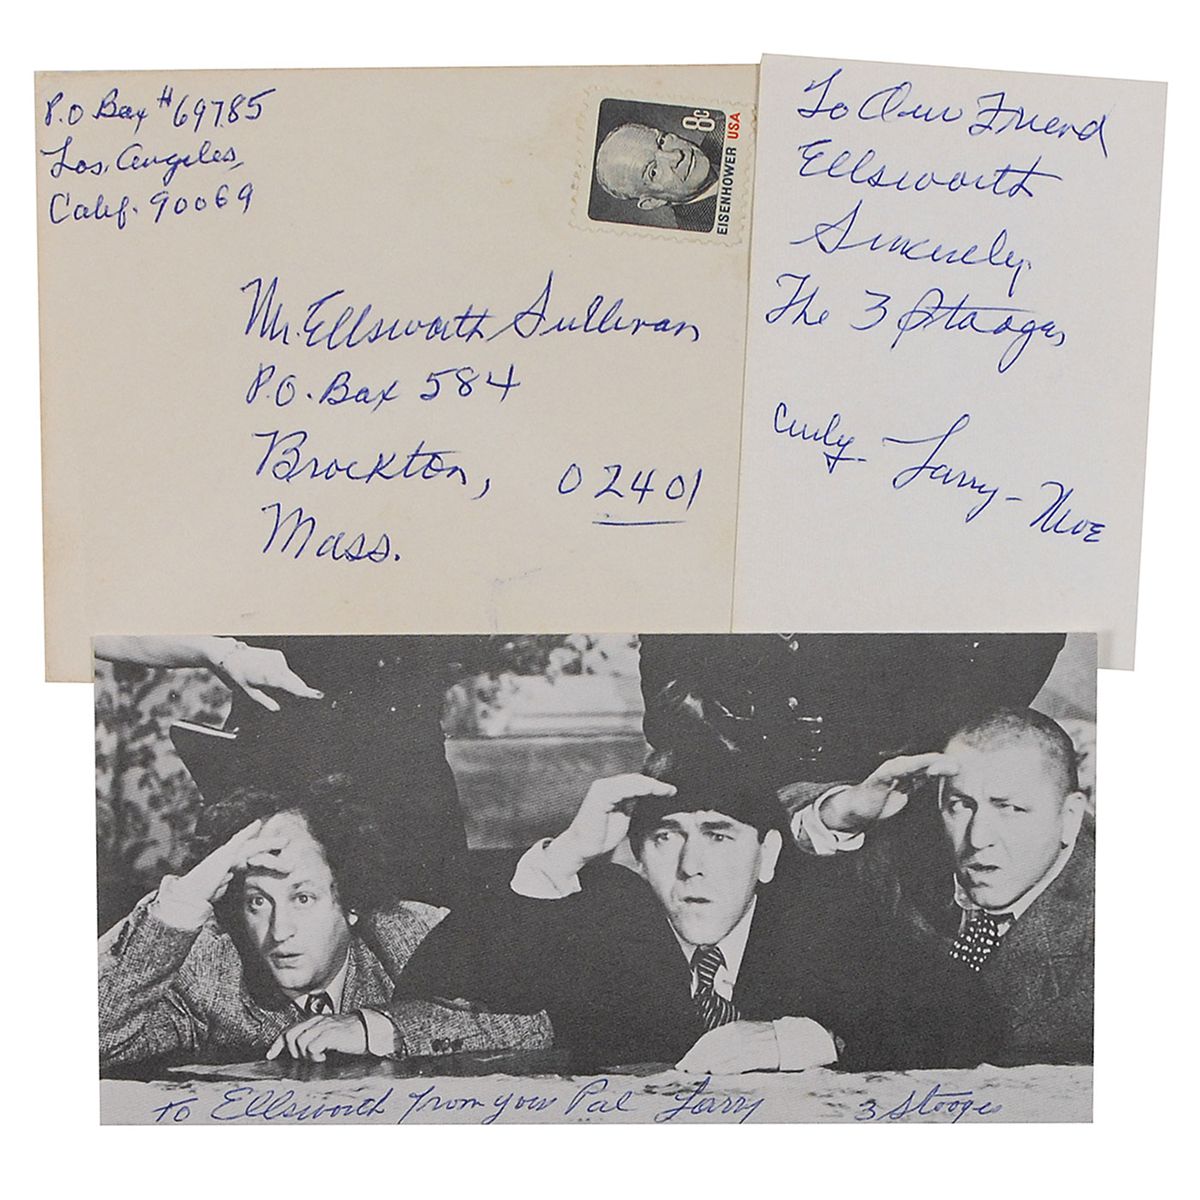 P.O Box #69785
Los. Angeles,
Calif. 90069
8c
EISENHOWER USA
Mr. Ellsworth Sullivan
P.O. Box 584
Brockton, 02401
Mass.
To Our Friend
Ellsworth
Sincerely.
The 3 Stooges
Curly - Larry - Moe
To Ellsworth from your Pal Larry 3 Stooges